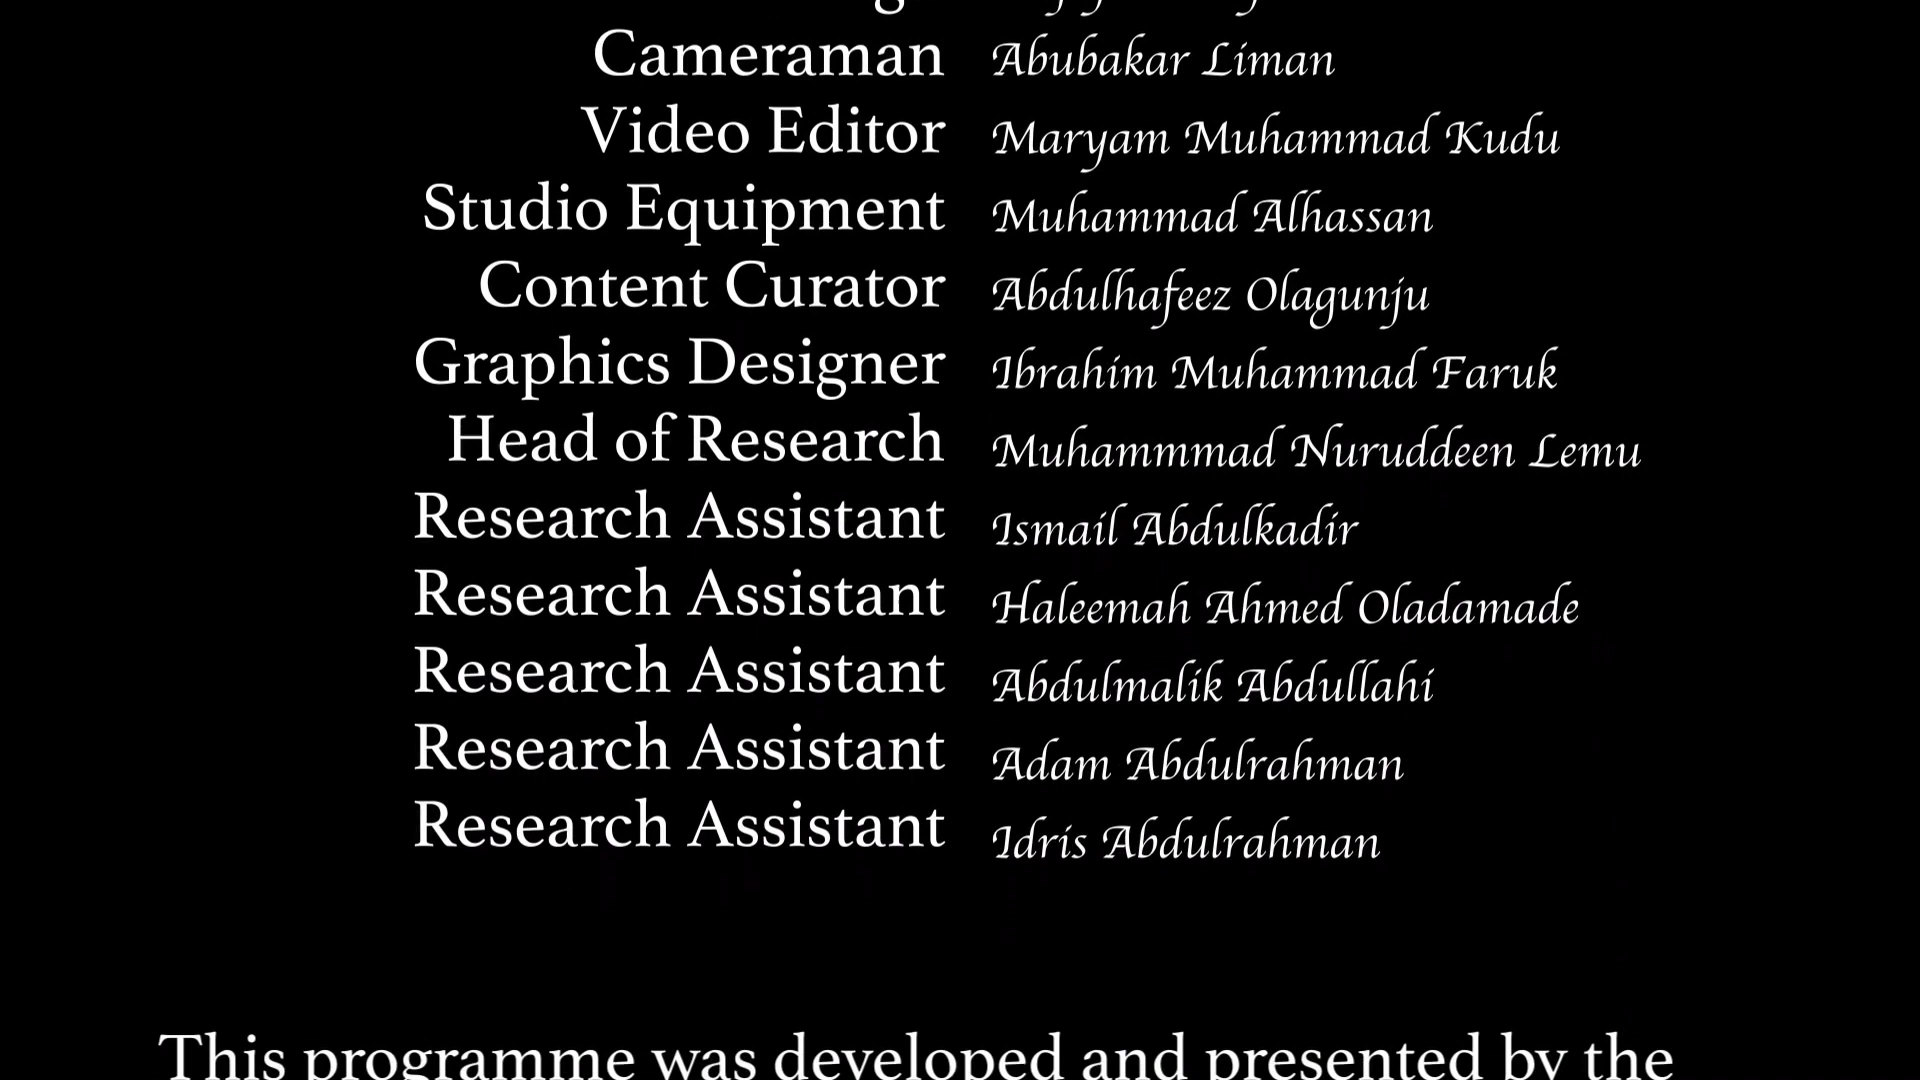 Cameraman Abubakar Liman
Video Editor Maryam Muhammad Kudu
Studio Equipment Muhammad Alhassan
Content Curator Abdulhafeez Olagunju
Graphics Designer Ibrahim Muhammad Faruk
Head of Research Muhammmad Nuruddeen Lemu
Research Assistant Ismail Abdulkadir
Research Assistant Haleemah Ahmed Oladamade
Research Assistant Abdulmalik Abdullahi
Research Assistant Adam Abdulrahman
Research Assistant Idris Abdulrahman
This programme was developed and presented by the